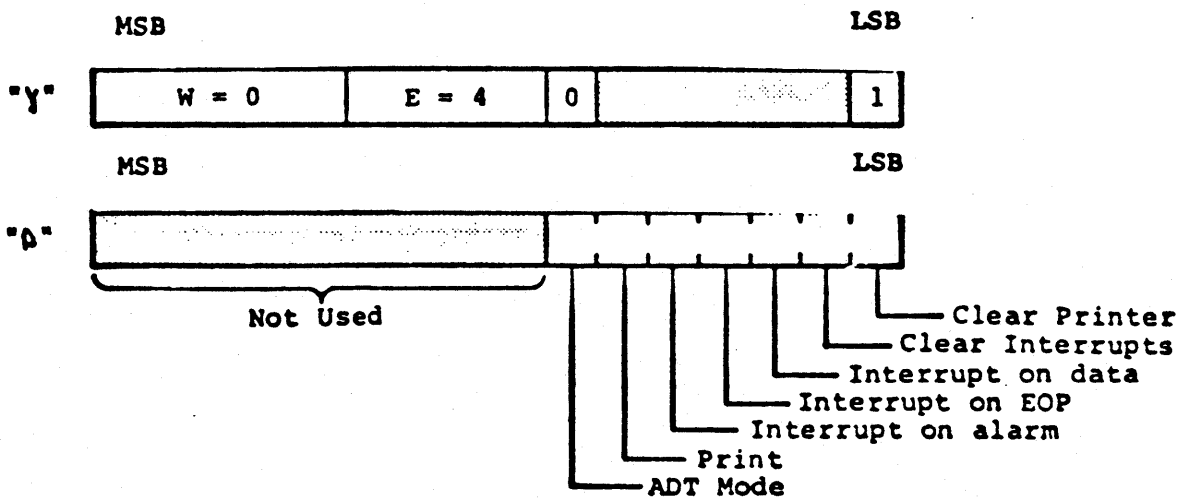 MSB LSB
"γ" W = 0 E = 4 0 1
MSB LSB
"ρ"
Not Used
Clear Printer
Clear Interrupts
Interrupt on data
Interrupt on EOP
Interrupt on alarm
Print
ADT Mode